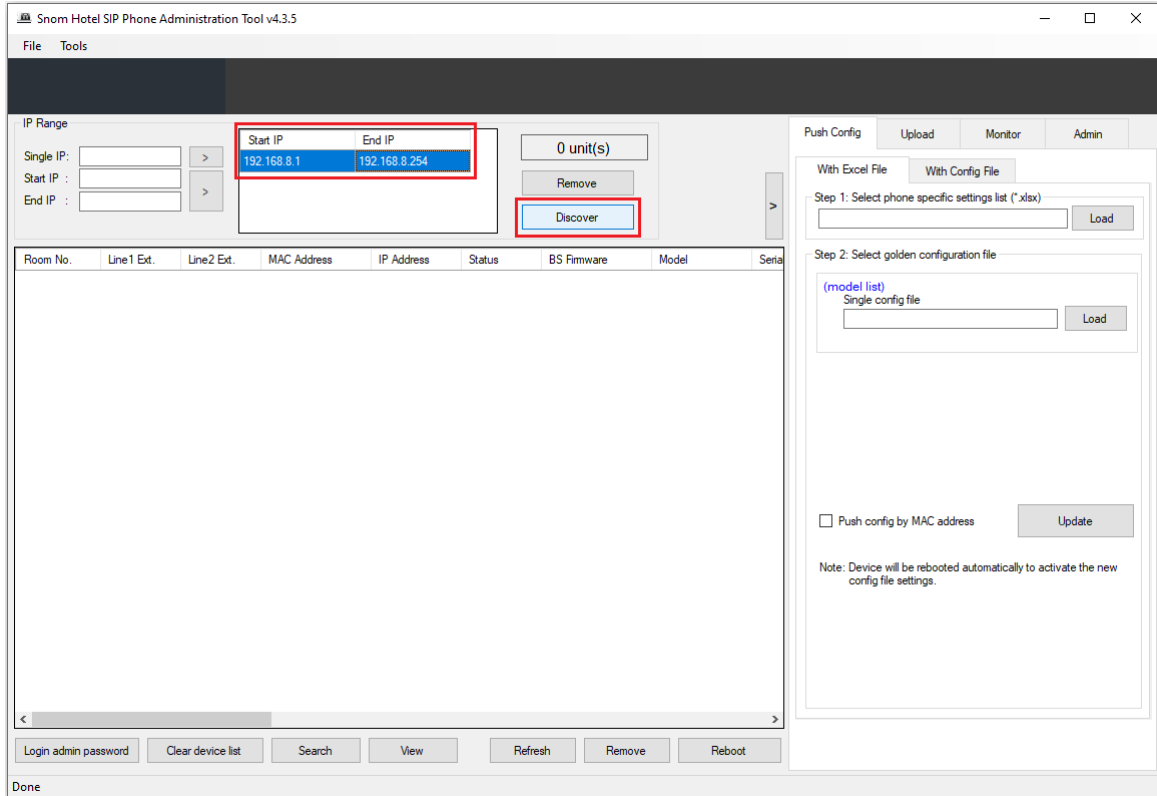 Snom Hotel SIP Phone Administration Tool v4.3.5
File Tools
IP Range
Single IP: >
Start IP :
End IP : >
Start IP End IP
192.168.8.1 192.168.8.254
0 unit(s)
Remove
Discover
>
Room No. Line1 Ext. Line2 Ext. MAC Address IP Address Status BS Firmware Model Seria
Push Config Upload Monitor Admin
With Excel File With Config File
Step 1: Select phone specific settings list (*.xlsx)
Load
Step 2: Select golden configuration file
(model list)
Single config file
Load
Push config by MAC address Update
Note: Device will be rebooted automatically to activate the new
config file settings.
Login admin password Clear device list Search View Refresh Remove Reboot
Done